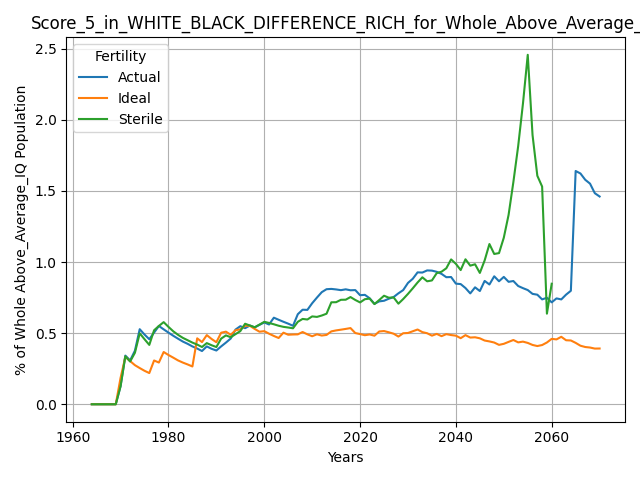 Score_5_in_WHITE_BLACK_DIFFERENCE_RICH_for_Whole_Above_Average_
2.5
2.0
1.5
1.0
0.5
0.0
% of Whole Above_Average_IQ Population
Fertility
Actual
Ideal
Sterile
1960
1980
2000
2020
2040
2060
Years